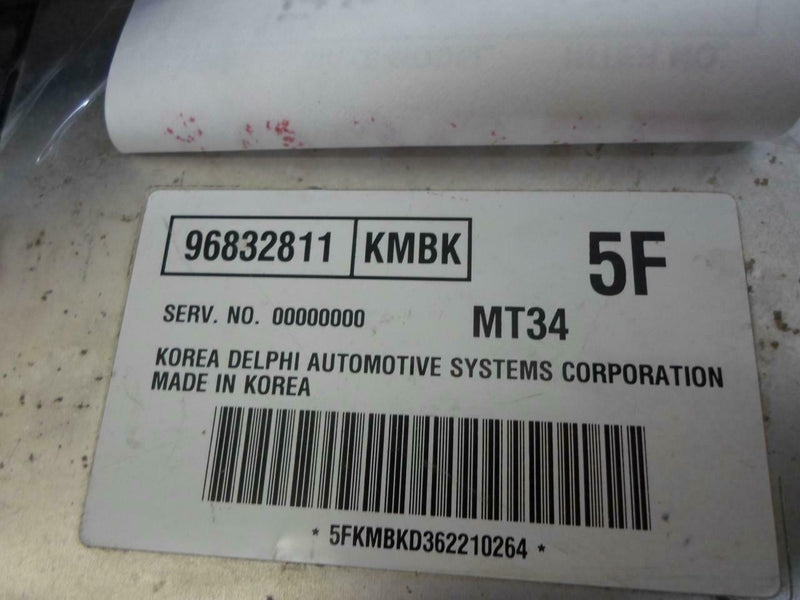 96832811 KMBK 5F
SERV. NO. 00000000 MT34
KOREA DELPHI AUTOMOTIVE SYSTEMS CORPORATION
MADE IN KOREA
* 5FKMBKD362210264 *